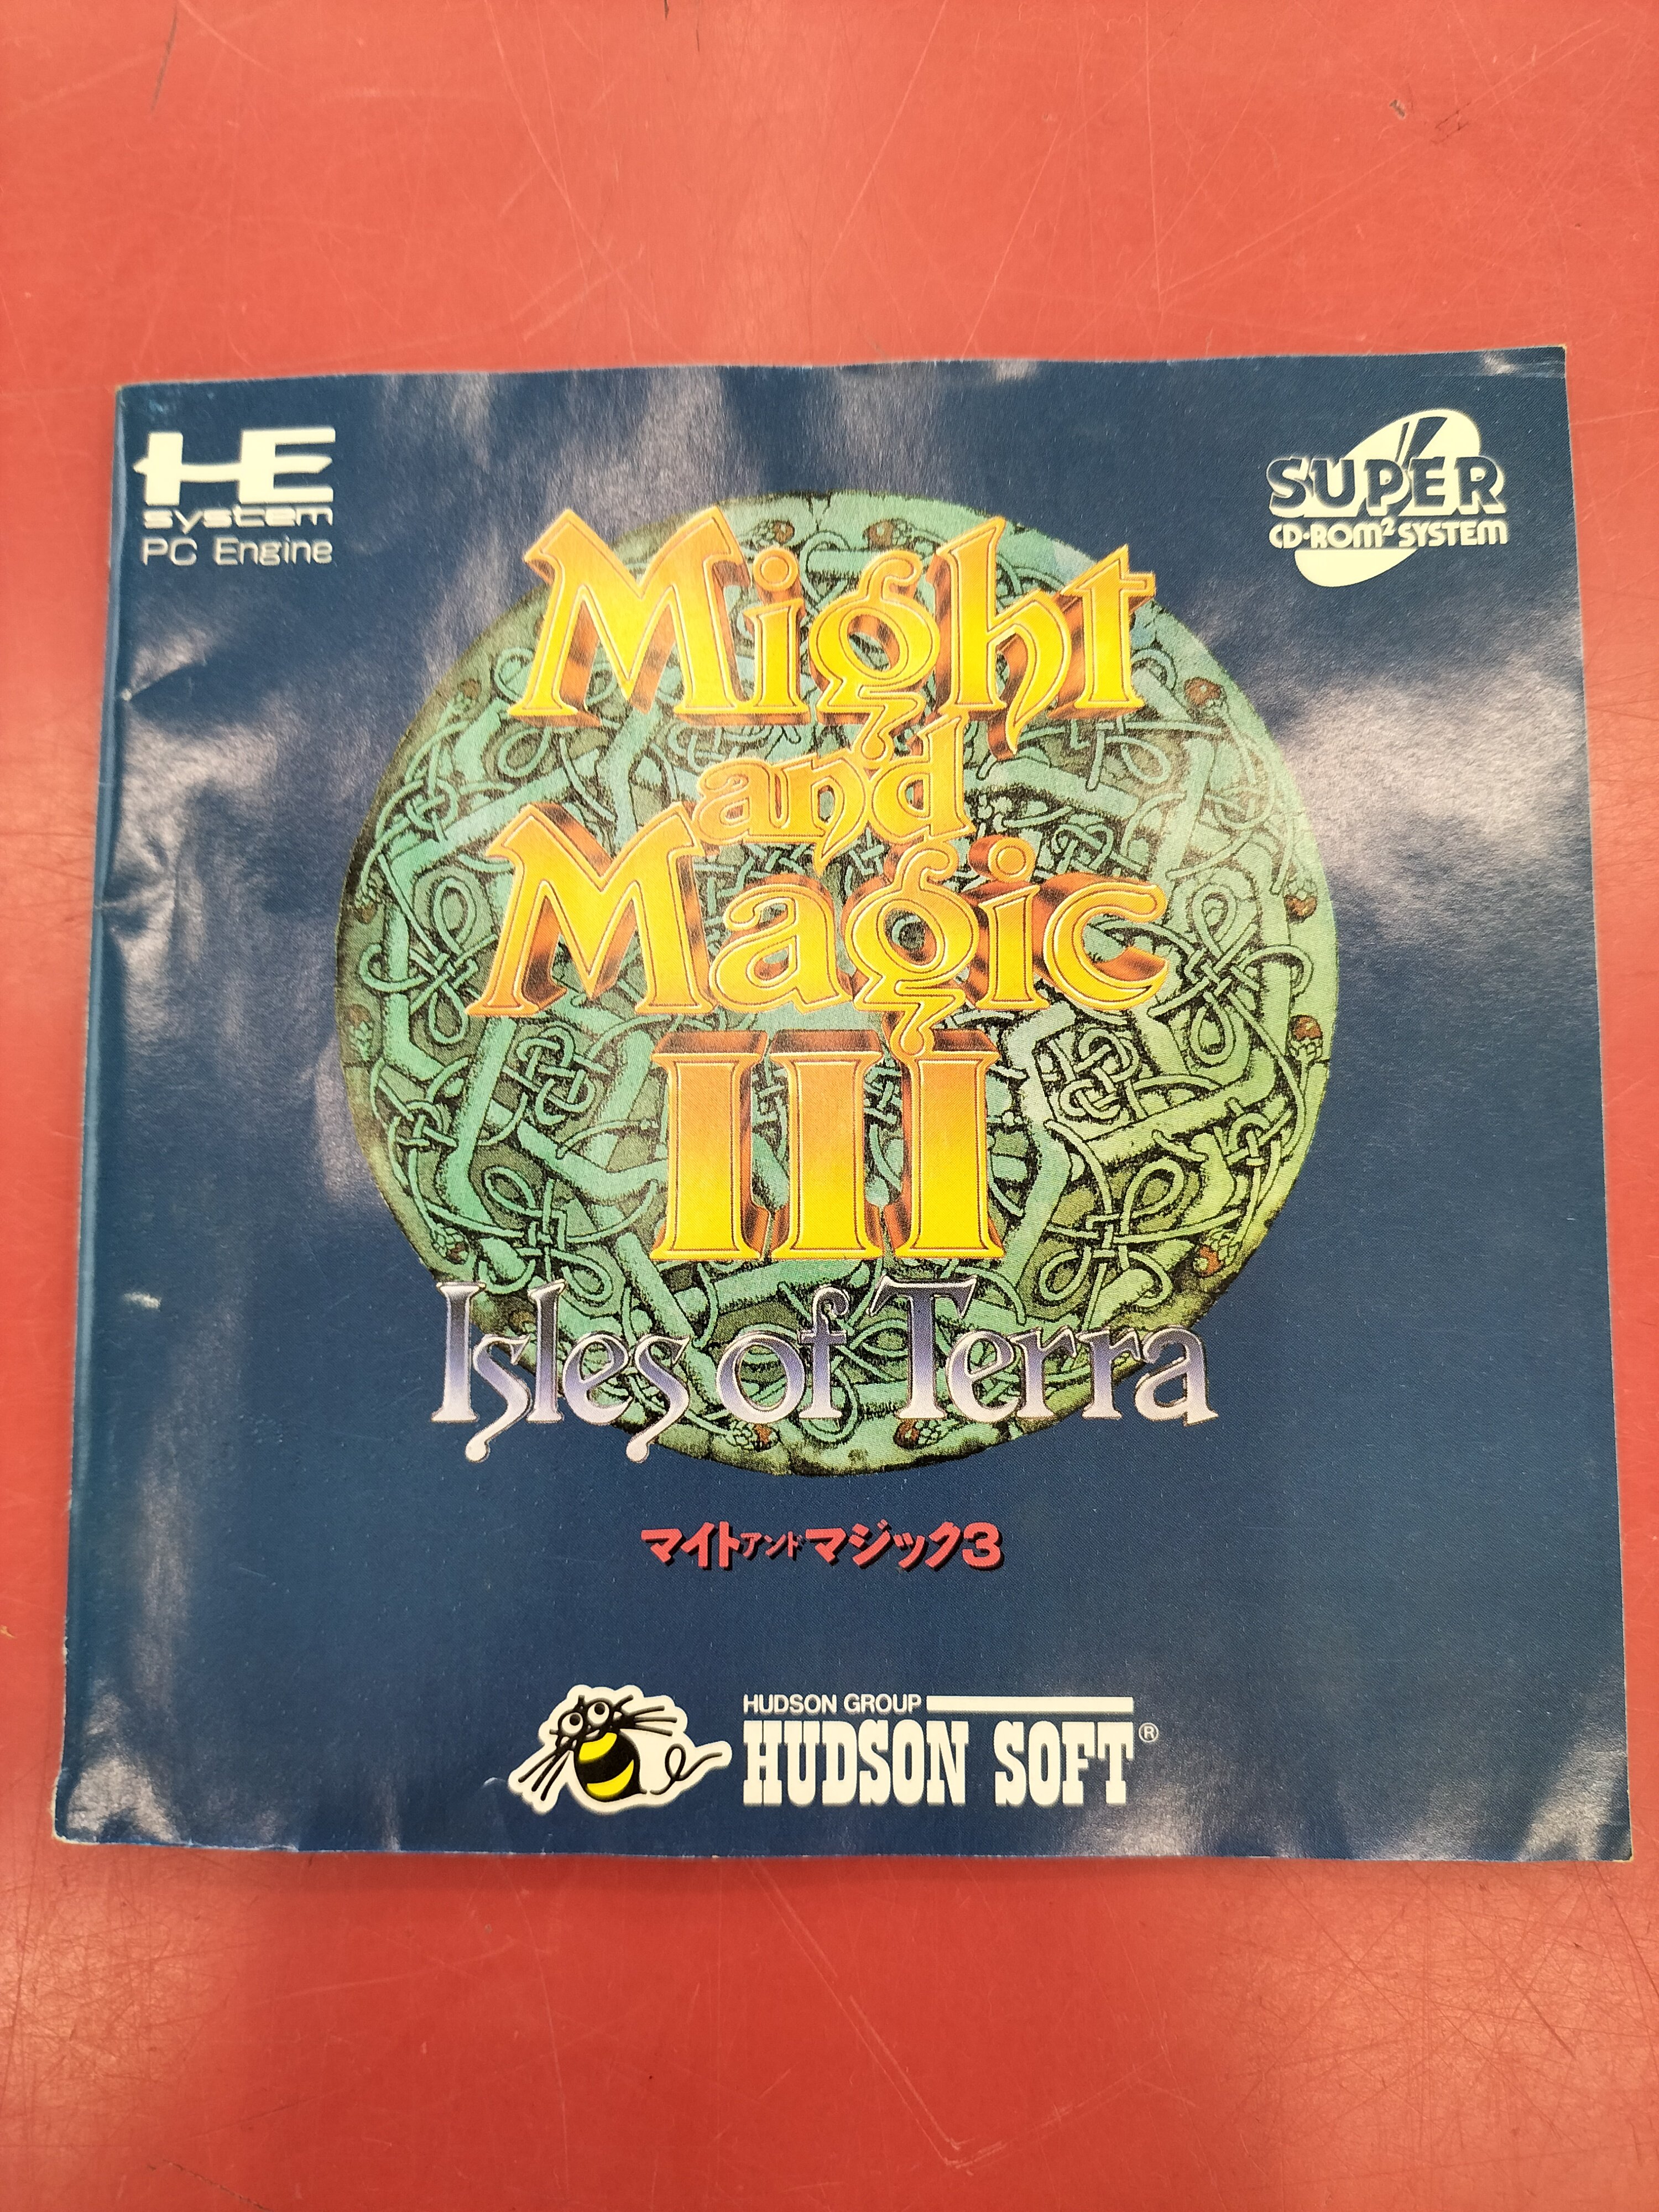 HE
system
PC Engine
SUPER
CD-ROM² SYSTEM
Might
and
Magic
III
Isles of Terra
マイトアンドマジック3
HUDSON GROUP
HUDSON SOFT®